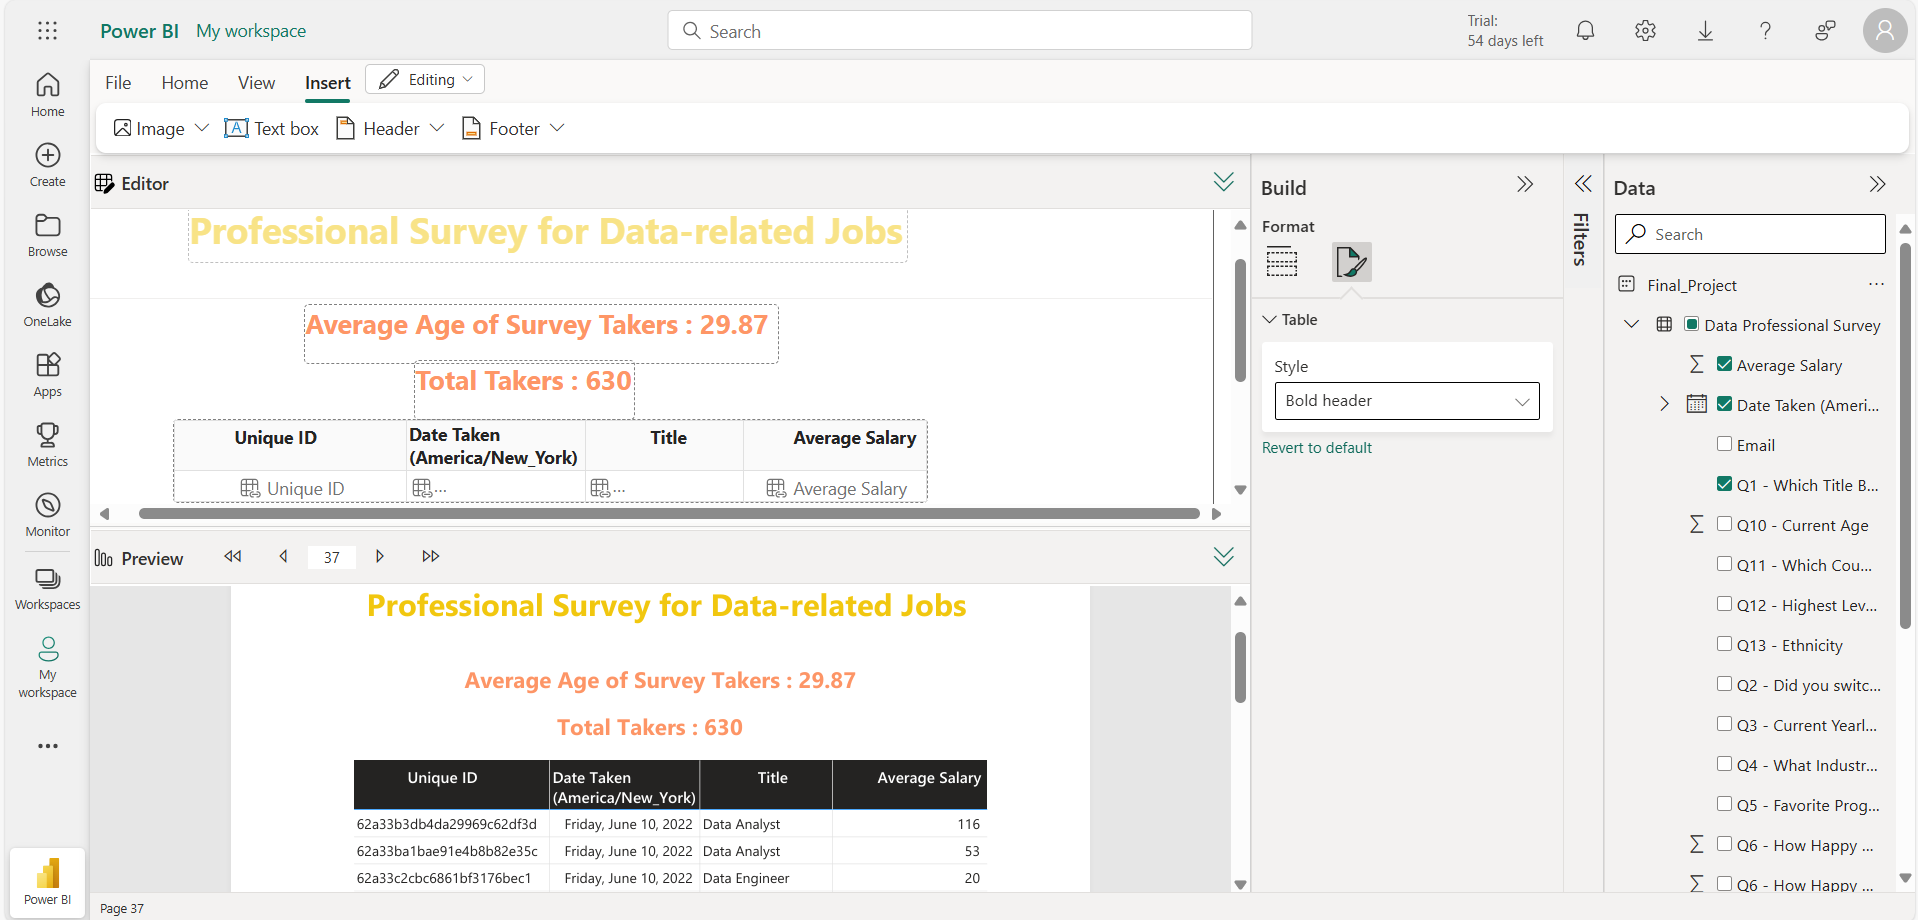 Power BI My workspace
Search
Trial:
54 days left
Home
Create
Browse
OneLake
Apps
Metrics
Monitor
Workspaces
My
workspace
Power BI
File Home View Insert Editing
Image Text box Header Footer
Editor
Professional Survey for Data-related Jobs
Average Age of Survey Takers : 29.87
Total Takers : 630
Unique ID Date Taken (America/New_York) Title Average Salary
Unique ID ... ... Average Salary
Preview 37
Professional Survey for Data-related Jobs
Average Age of Survey Takers : 29.87
Total Takers : 630
Unique ID Date Taken (America/New_York) Title Average Salary
62a33b3db4da29969c62df3d Friday, June 10, 2022 Data Analyst 116
62a33ba1bae91e4b8b82e35c Friday, June 10, 2022 Data Analyst 53
62a33c2cbc6861bf3176bec1 Friday, June 10, 2022 Data Engineer 20
Page 37
Build
Format
Table
Style
Bold header
Revert to default
Filters
Data
Search
Final_Project ...
Data Professional Survey
Average Salary
Date Taken (Ameri...
Email
Q1 - Which Title B...
Q10 - Current Age
Q11 - Which Cou...
Q12 - Highest Lev...
Q13 - Ethnicity
Q2 - Did you switc...
Q3 - Current Yearl...
Q4 - What Industr...
Q5 - Favorite Prog...
Q6 - How Happy ...
Q6 - How Happy ...